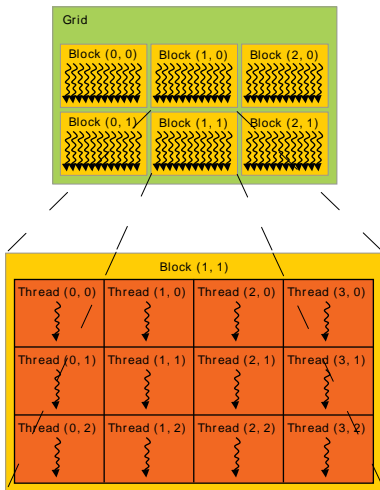 Grid
Block (0, 0) Block (1, 0) Block (2, 0)
Block (0, 1) Block (1, 1) Block (2, 1)
Block (1, 1)
Thread (0, 0) Thread (1, 0) Thread (2, 0) Thread (3, 0)
Thread (0, 1) Thread (1, 1) Thread (2, 1) Thread (3, 1)
Thread (0, 2) Thread (1, 2) Thread (2, 2) Thread (3, 2)